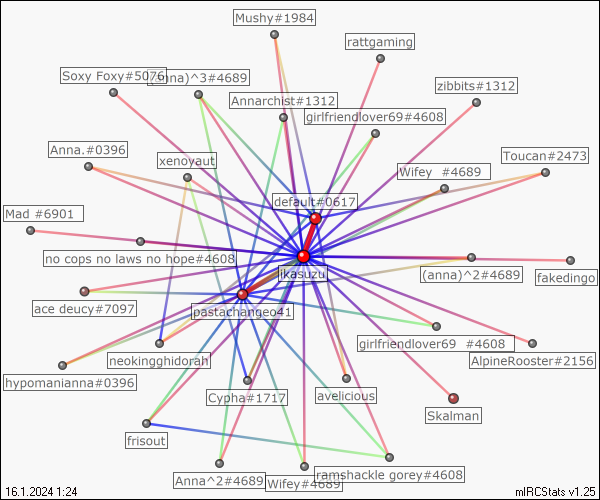 Mushy#1984
rattgaming
Soxy Foxy#5076
(anna)^3#4689
zibbits#1312
Annarchist#1312
girlfriendlover69#4608
Anna.#0396
xenoyaut
Toucan#2473
Wifey #4689
default#0617
Mad #6901
no cops no laws no hope#4608
ikasuzu
(anna)^2#4689
fakedingo
ace deucy#7097
pastachangeo41
girlfriendlover69 #4608
neokingghidorah
AlpineRooster#2156
hypomanianna#0396
Cypha#1717
avelicious
Skalman
frisout
Anna^2#4689
Wifey#4689
ramshackle gorey#4608
16.1.2024 1:24
mIRCStats v1.25